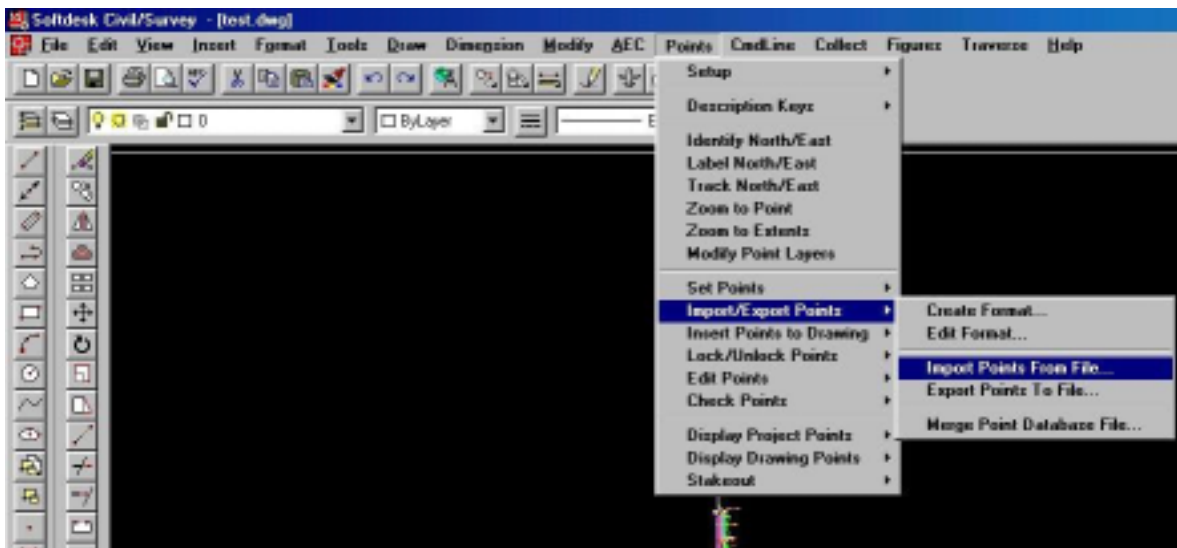 Softdesk Civil/Survey - [test.dwg]
File Edit View Insert Format Tools Draw Dimension Modify AEC Points CmdLine Collect Figures Traverse Help
0
ByLayer
Setup
Description Keys
Identify North/East
Label North/East
Track North/East
Zoom to Point
Zoom to Extents
Modify Point Layers
Set Points
Import/Export Points
Insert Points to Drawing
Lock/Unlock Points
Edit Points
Check Points
Display Project Points
Display Drawing Points
Stakeout
Create Format...
Edit Format...
Import Points From File...
Export Points To File...
Merge Point Database File...